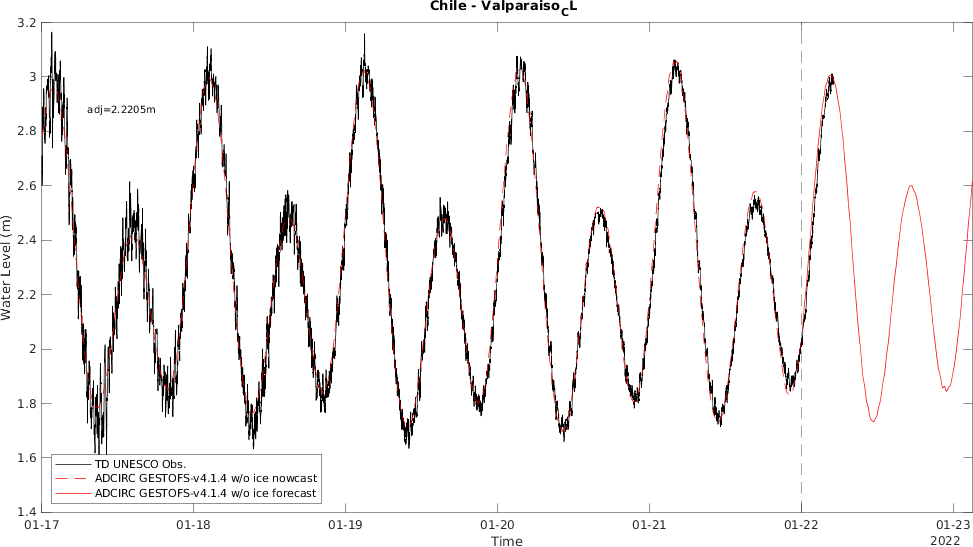 Chile - Valparaiso_CL
3.2
3
adj=2.2205m
2.8
2.6
2.4
Water Level (m)
2.2
2
1.8
1.6
TD UNESCO Obs.
ADCIRC GESTOFS-v4.1.4 w/o ice nowcast
ADCIRC GESTOFS-v4.1.4 w/o ice forecast
1.4
01-17 01-18 01-19 01-20 01-21 01-22 01-23
Time 2022